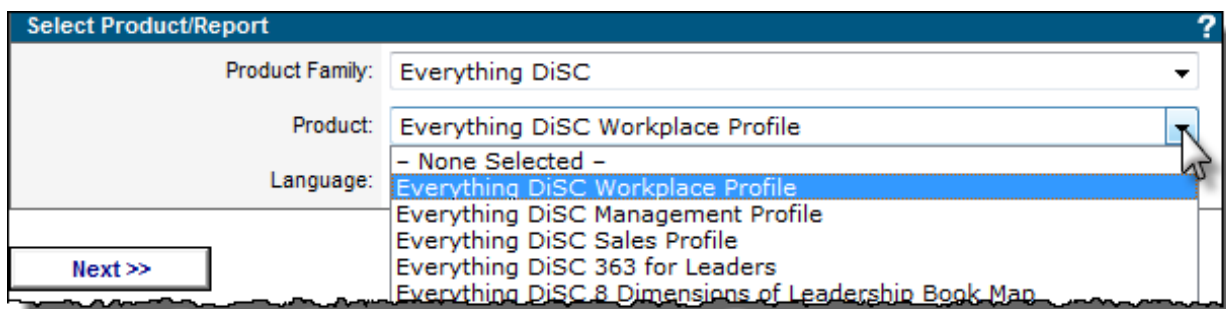 Select Product/Report ?
Product Family: Everything DiSC
Product: Everything DiSC Workplace Profile
– None Selected –
Language: Everything DiSC Workplace Profile
Everything DiSC Management Profile
Everything DiSC Sales Profile
Everything DiSC 363 for Leaders
Next >>
Everything DiSC 8 Dimensions of Leadership Book Map